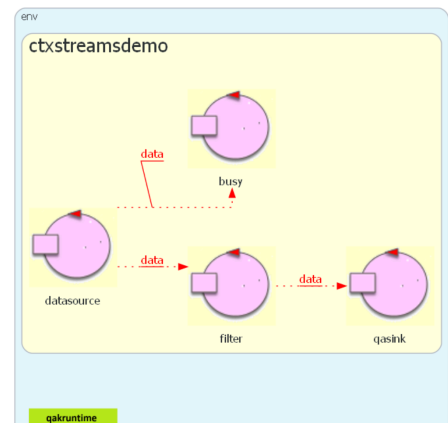 env
ctxstreamsdemo
data
busy
data
data
datasource
filter
qasink
qakruntime